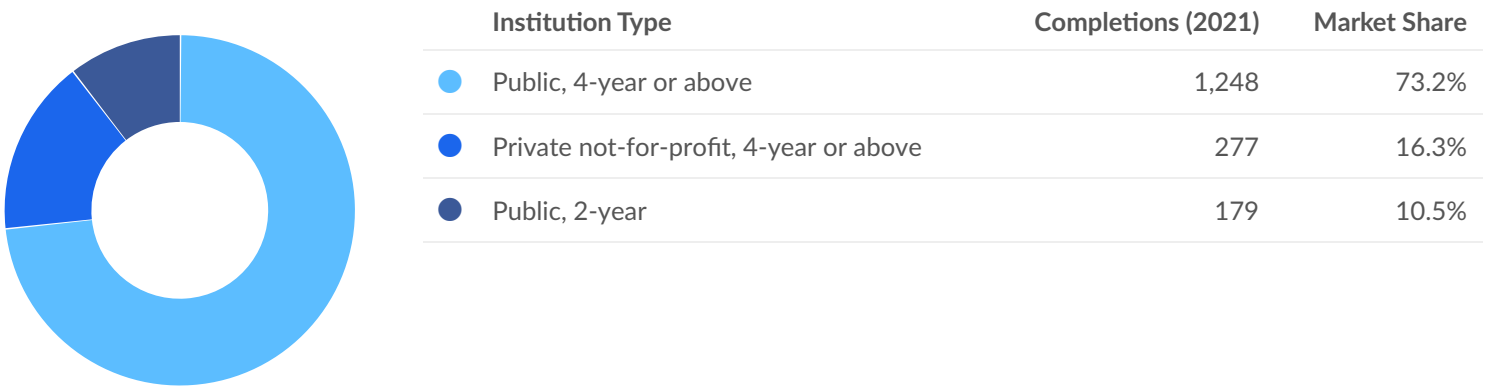 Institution Type Completions (2021) Market Share
Public, 4-year or above 1,248 73.2%
Private not-for-profit, 4-year or above 277 16.3%
Public, 2-year 179 10.5%